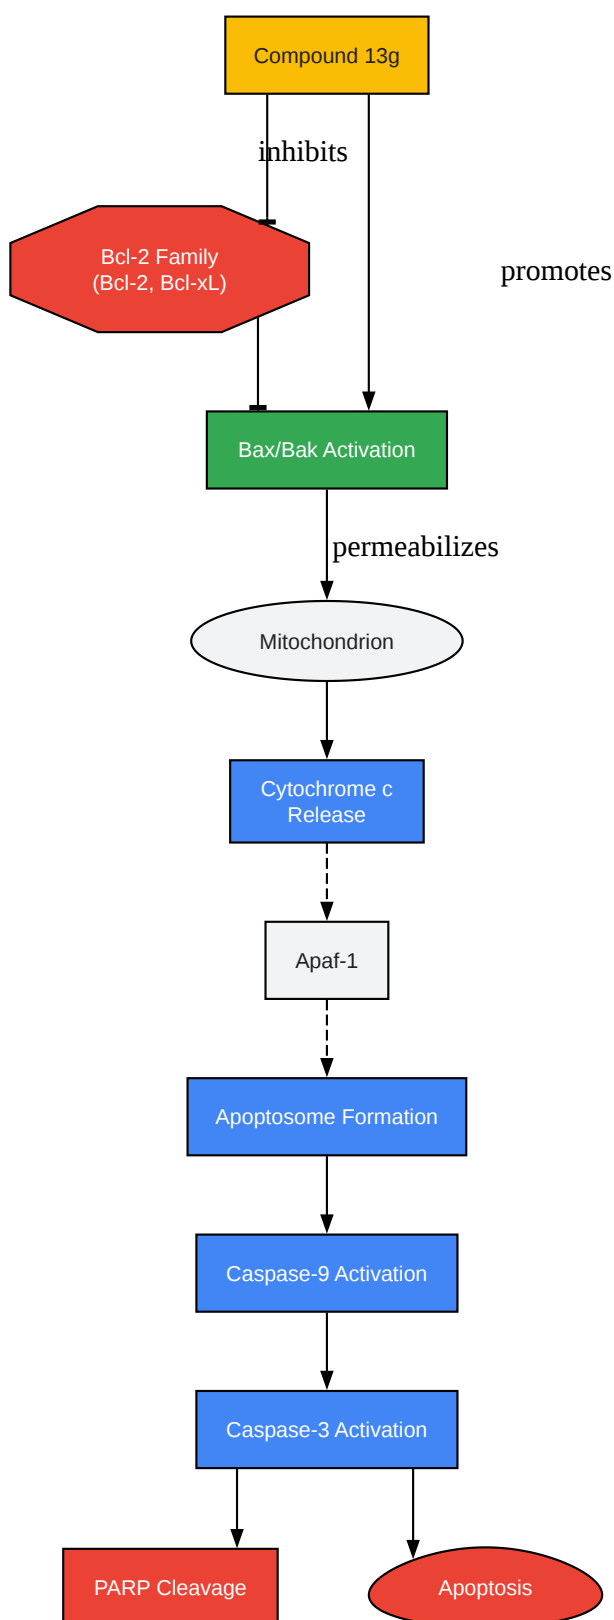 Compound 13g
inhibits
Bcl-2 Family
(Bcl-2, Bcl-xL)
promotes
Bax/Bak Activation
permeabilizes
Mitochondrion
Cytochrome c
Release
Apaf-1
Apoptosome Formation
Caspase-9 Activation
Caspase-3 Activation
PARP Cleavage
Apoptosis